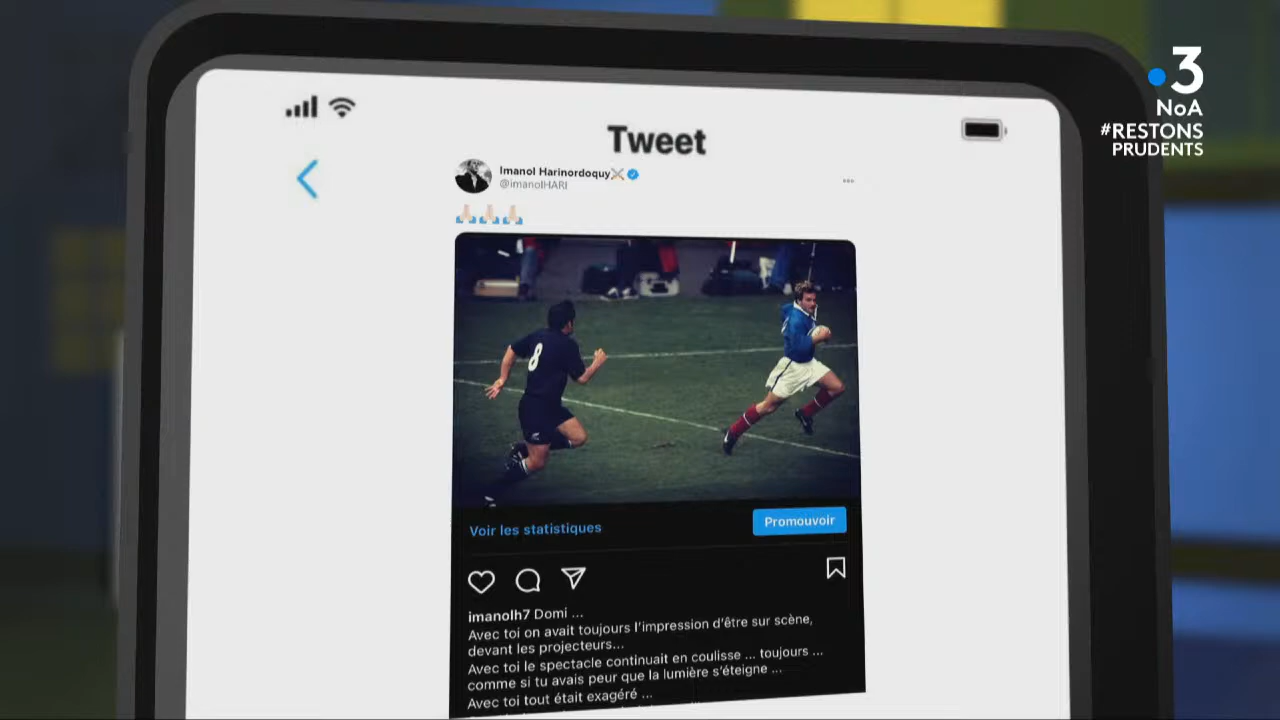 3
NoA
#RESTONS
PRUDENTS
Tweet
Imanol Harinordoquy
@imanolHARI
8
Voir les statistiques
Promouvoir
imanolh7 Domi ...
Avec toi on avait toujours l'impression d'être sur scène,
devant les projecteurs...
Avec toi le spectacle continuait en coulisse ... toujours ...
comme si tu avais peur que la lumière s'éteigne ...
Avec toi tout était exagéré ...